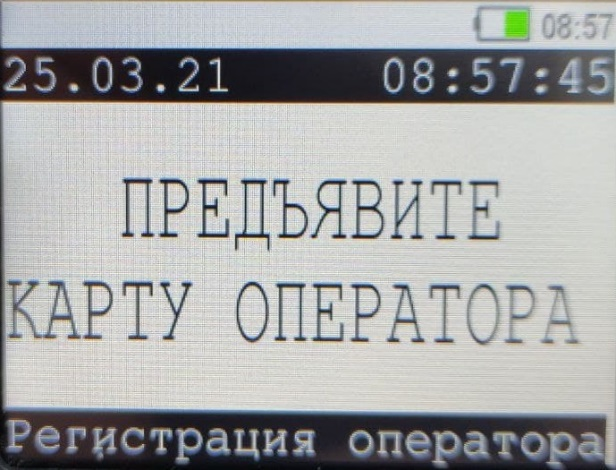 08:57
25.03.21 08:57:45
ПРЕДЪЯВИТЕ
КАРТУ ОПЕРАТОРА
Регистрация оператора